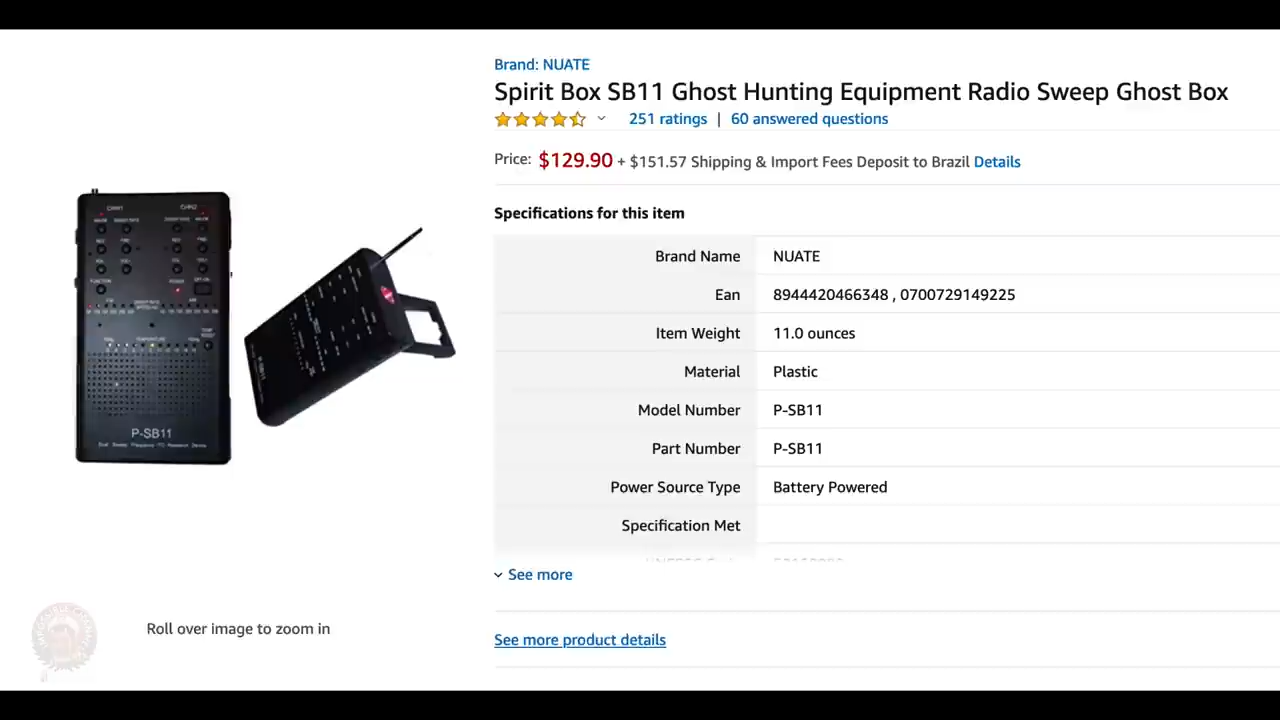 Brand: NUATE
Spirit Box SB11 Ghost Hunting Equipment Radio Sweep Ghost Box
251 ratings | 60 answered questions
Price: $129.90 + $151.57 Shipping & Import Fees Deposit to Brazil Details
Specifications for this item
Brand Name NUATE
Ean 8944420466348 , 0700729149225
Item Weight 11.0 ounces
Material Plastic
Model Number P-SB11
Part Number P-SB11
Power Source Type Battery Powered
Specification Met
See more
See more product details
P-SB11
P-SB11
Roll over image to zoom in